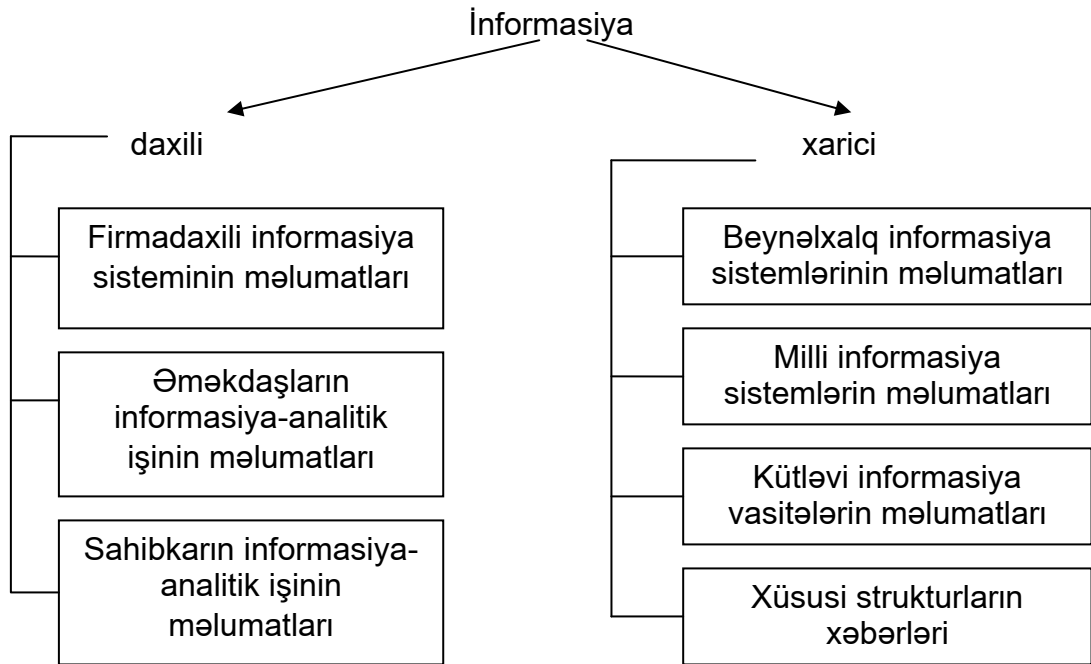 İnformasiya
daxili
Firmadaxili informasiya
sisteminin məlumatları
Əməkdaşların
informasiya-analitik
işinin məlumatları
Sahibkarın informasiya-
analitik işinin
məlumatları
xarici
Beynəlxalq informasiya
sistemlərinin məlumatları
Milli informasiya
sistemlərin məlumatları
Kütləvi informasiya
vasitələrin məlumatları
Xüsusi strukturların
xəbərləri